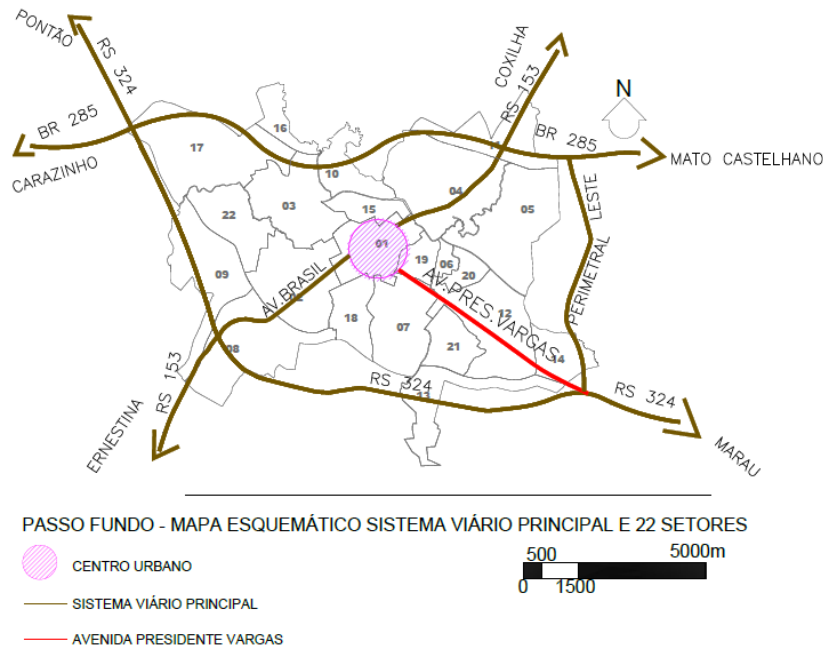 PONTÃO
RS 324
COXILHA
RS 153
N
BR 285
16
11
BR 285
CARAZINHO
17
MATO CASTELHANO
10
04
03
LESTE
22
15
05
01
19
06
20
09
AV.BRASIL
AV.PRES.VARGAS
PERIMETRAL
12
18
07
08
21
14
RS 153
RS 324
13
RS 324
ERNESTINA
MARAU
PASSO FUNDO - MAPA ESQUEMÁTICO SISTEMA VIÁRIO PRINCIPAL E 22 SETORES
CENTRO URBANO
500
5000m
0
1500
SISTEMA VIÁRIO PRINCIPAL
AVENIDA PRESIDENTE VARGAS